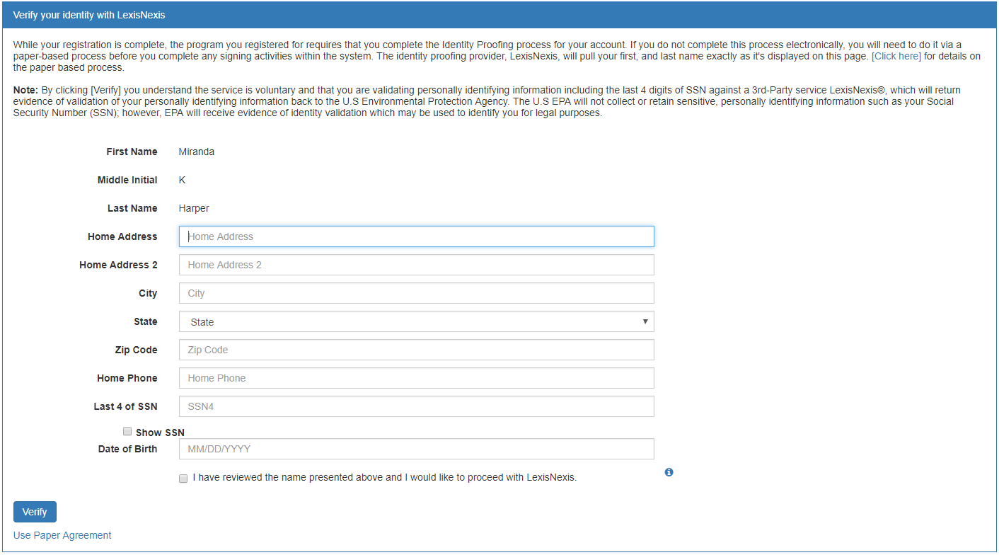 Verify your identity with LexisNexis
While your registration is complete, the program you registered for requires that you complete the Identity Proofing process for your account. If you do not complete this process electronically, you will need to do it via a
paper-based process before you complete any signing activities within the system. The identity proofing provider, LexisNexis, will pull your first, and last name exactly as it's displayed on this page. [Click here] for details on
the paper based process.
Note: By clicking [Verify] you understand the service is voluntary and that you are validating personally identifying information including the last 4 digits of SSN against a 3rd-Party service LexisNexis®, which will return
evidence of validation of your personally identifying information back to the U.S Environmental Protection Agency. The U.S EPA will not collect or retain sensitive, personally identifying information such as your Social
Security Number (SSN); however, EPA will receive evidence of identity validation which may be used to identify you for legal purposes.
First Name Miranda
Middle Initial K
Last Name Harper
Home Address Home Address
Home Address 2 Home Address 2
City City
State State
Zip Code Zip Code
Home Phone Home Phone
Last 4 of SSN SSN4
Show SSN
Date of Birth MM/DD/YYYY
I have reviewed the name presented above and I would like to proceed with LexisNexis.
Verify
Use Paper Agreement